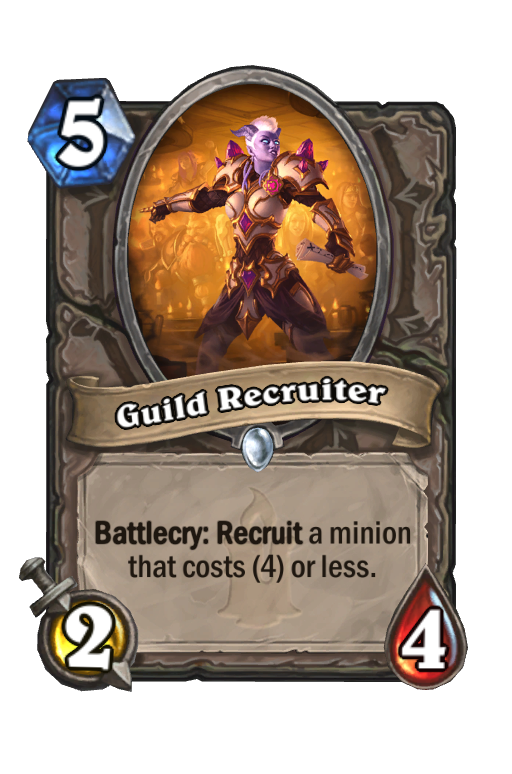 5
Guild Recruiter
Battlecry: Recruit a minion
that costs (4) or less.
2
4